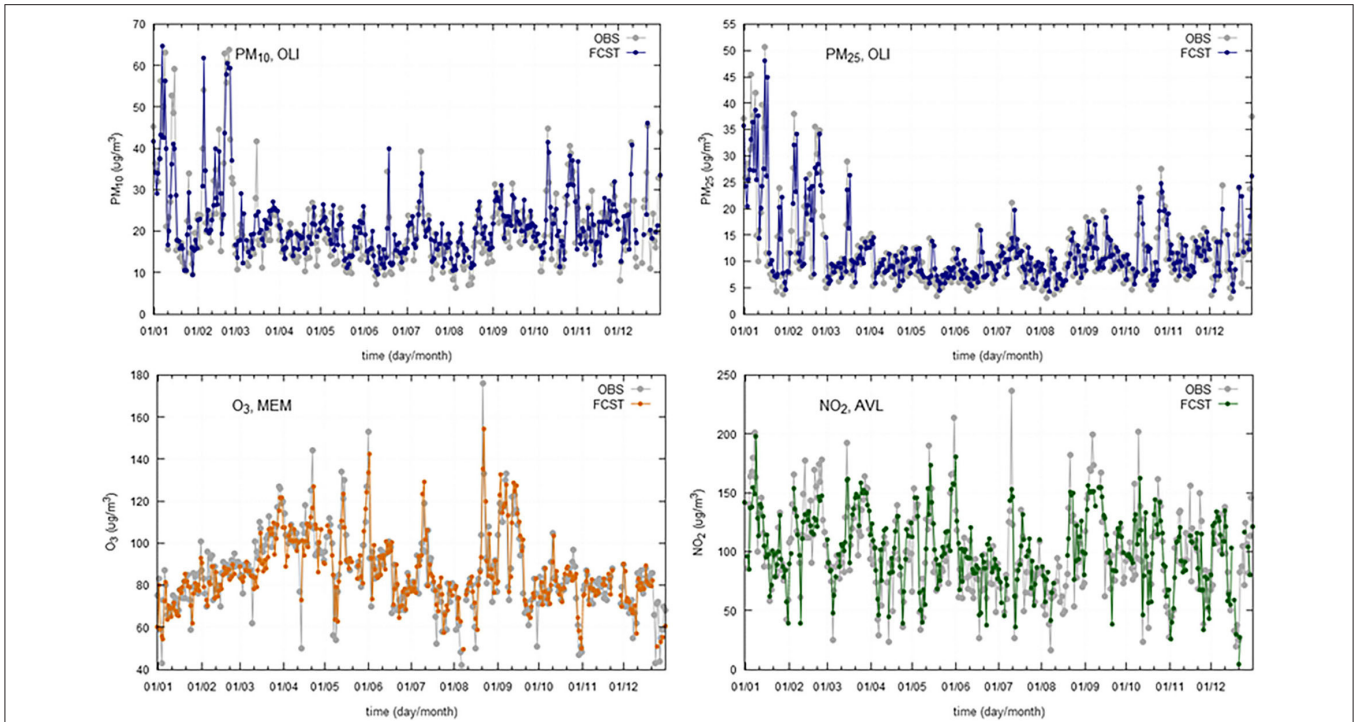 70
60
50
40
30
20
10
0
PM10 (ug/m3)
PM10, OLI
OBS
FCST
01/01 01/02 01/03 01/04 01/05 01/06 01/07 01/08 01/09 01/10 01/11 01/12
time (day/month)
55
50
45
40
35
30
25
20
15
10
5
0
PM25 (ug/m3)
PM25, OLI
OBS
FCST
01/01 01/02 01/03 01/04 01/05 01/06 01/07 01/08 01/09 01/10 01/11 01/12
time (day/month)
180
160
140
120
100
80
60
40
O3 (ug/m3)
O3, MEM
OBS
FCST
01/01 01/02 01/03 01/04 01/05 01/06 01/07 01/08 01/09 01/10 01/11 01/12
time (day/month)
250
200
150
100
50
0
NO2 (ug/m3)
NO2, AVL
OBS
FCST
01/01 01/02 01/03 01/04 01/05 01/06 01/07 01/08 01/09 01/10 01/11 01/12
time (day/month)